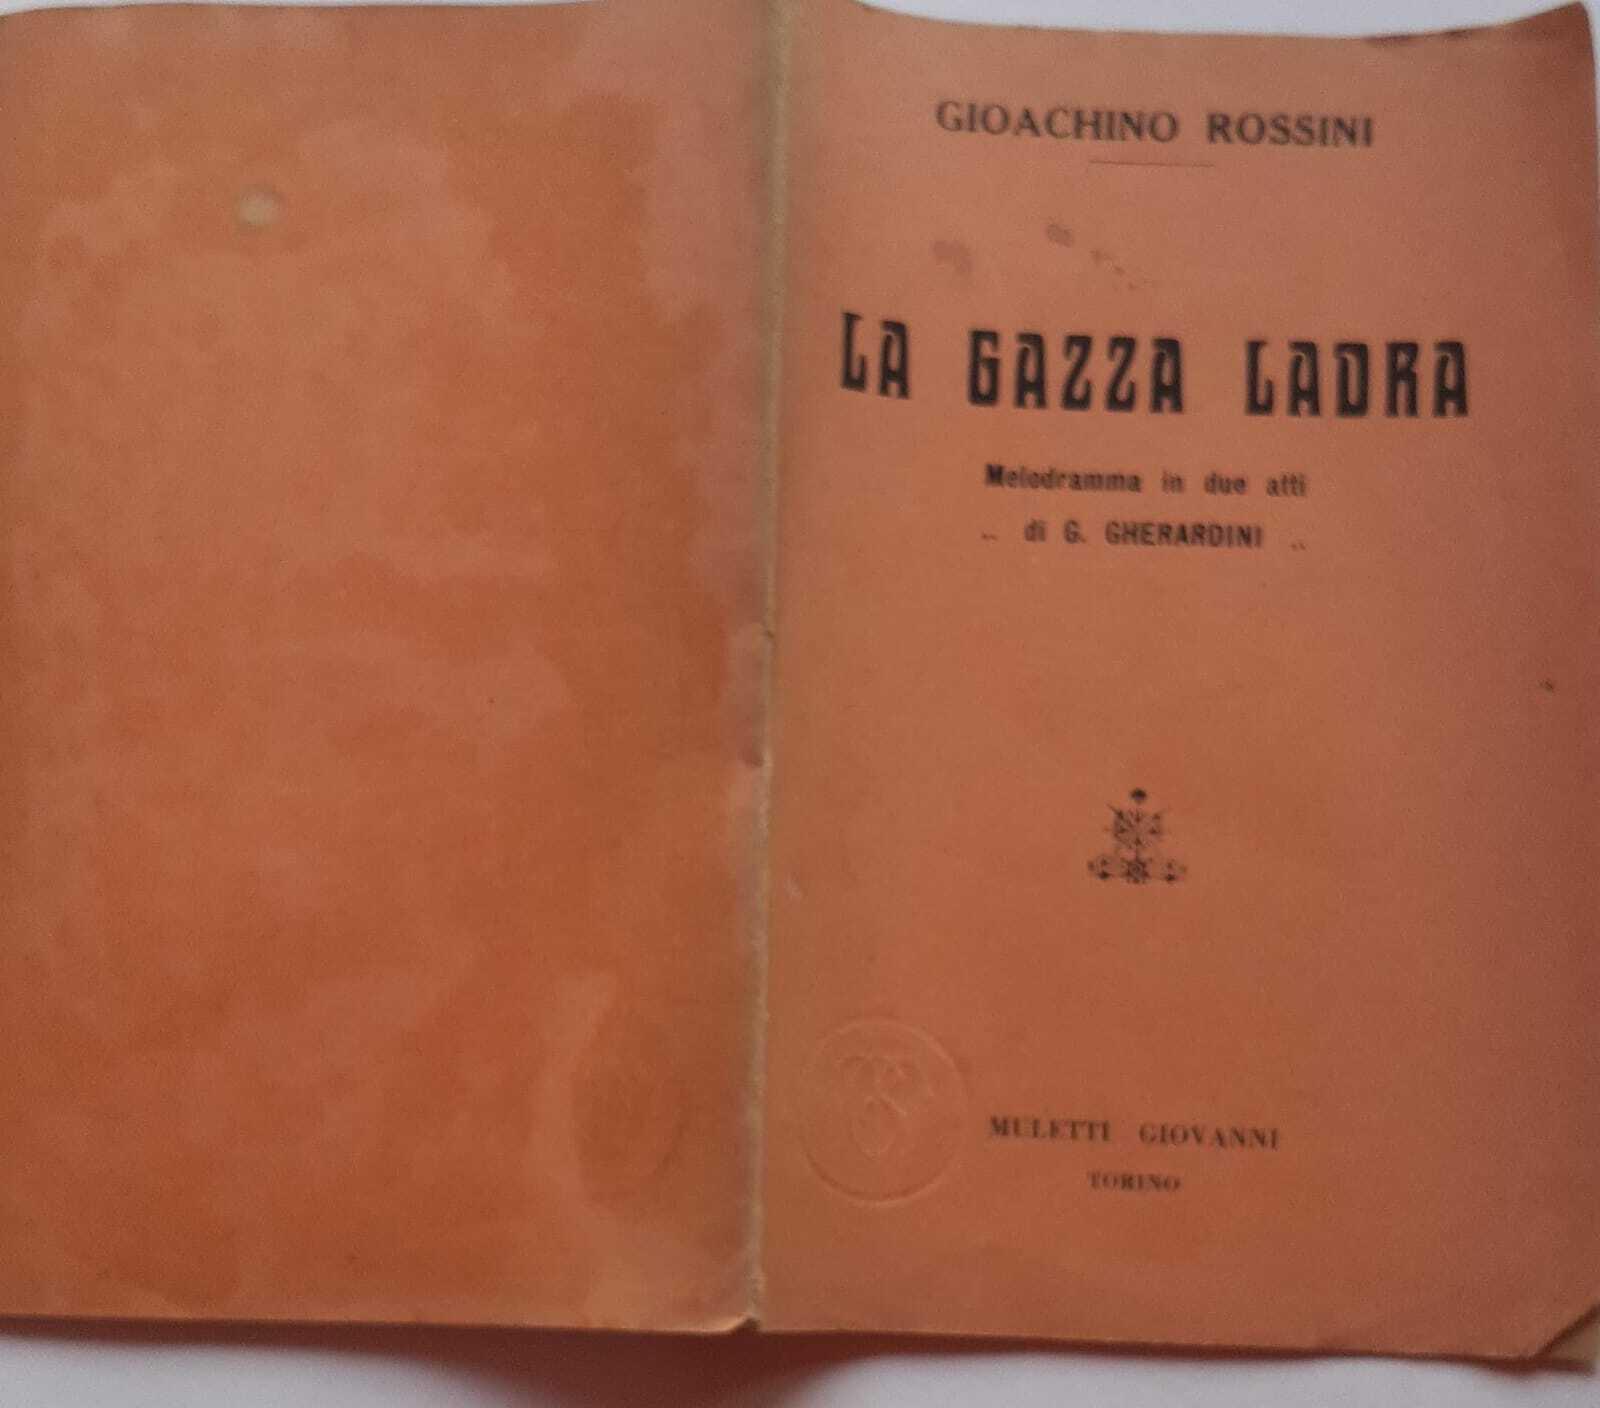 GIOACHINO ROSSINI
LA GAZZA LADRA
Melodramma in due atti
.. di G. GHERARDINI ..
MULETTI GIOVANNI
TORINO